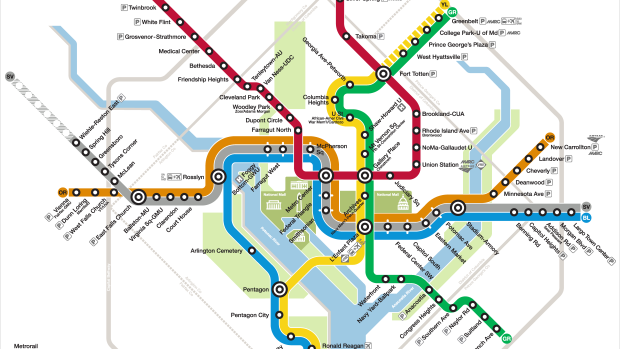 Twinbrook
White Flint
Grosvenor-Strathmore
Medical Center
Bethesda
Friendship Heights
Tenleytown-AU
Van Ness-UDC
Cleveland Park
Woodley Park
Zoo/Adams Morgan
Dupont Circle
Farragut North
Takoma
Georgia Ave-Petworth
Columbia
Heights
U St
African-Amer Civil
War Mem'l/Cardozo
Shaw-Howard U
Mt Vernon Sq
Gallery
Place
Judiciary Sq
YL
GR
Greenbelt
College Park-U of Md
Prince George's Plaza
West Hyattsville
Fort Totten
Brookland-CUA
Rhode Island Ave
Brentwood
NoMa-Gallaudet U
Union Station
SV
Wiehle-Reston East
Spring Hill
Greensboro
Tysons Corner
McLean
OR
Vienna
Dunn Loring
West Falls Church
East Falls Church
Ballston-MU
Virginia Sq-GMU
Clarendon
Court House
Rosslyn
Foggy
Bottom-GWU
Farragut West
McPherson
Sq
Metro Center
Federal Triangle
Smithsonian
Archives
L'Enfant Plaza
Federal Center SW
Capitol South
Eastern Market
Potomac Ave
Stadium-Armory
OR
New Carrollton
Landover
Cheverly
Deanwood
Minnesota Ave
SV
BL
Benning Rd
Capitol Heights
Addison Rd
Morgan Blvd
Largo Town Center
Arlington Cemetery
Pentagon
Pentagon City
Ronald Reagan
Waterfront
Navy Yard-Ballpark
Anacostia
Congress Heights
Southern Ave
Naylor Rd
Suitland
GR
Metrorail